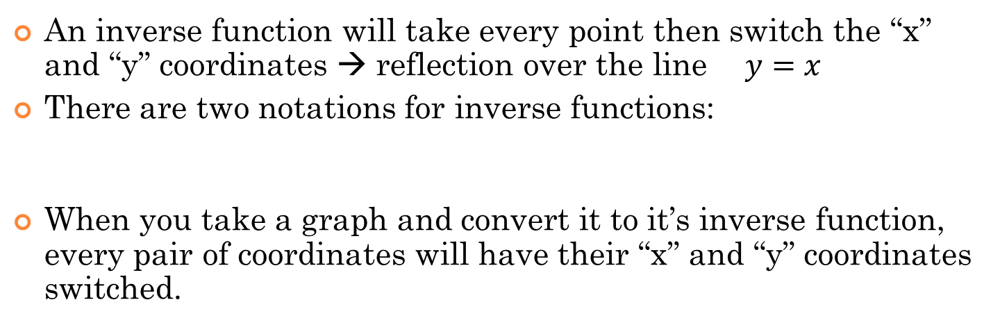 An inverse function will take every point then switch the “x”
and “y” coordinates → reflection over the line y = x
There are two notations for inverse functions:
When you take a graph and convert it to it’s inverse function,
every pair of coordinates will have their “x” and “y” coordinates
switched.